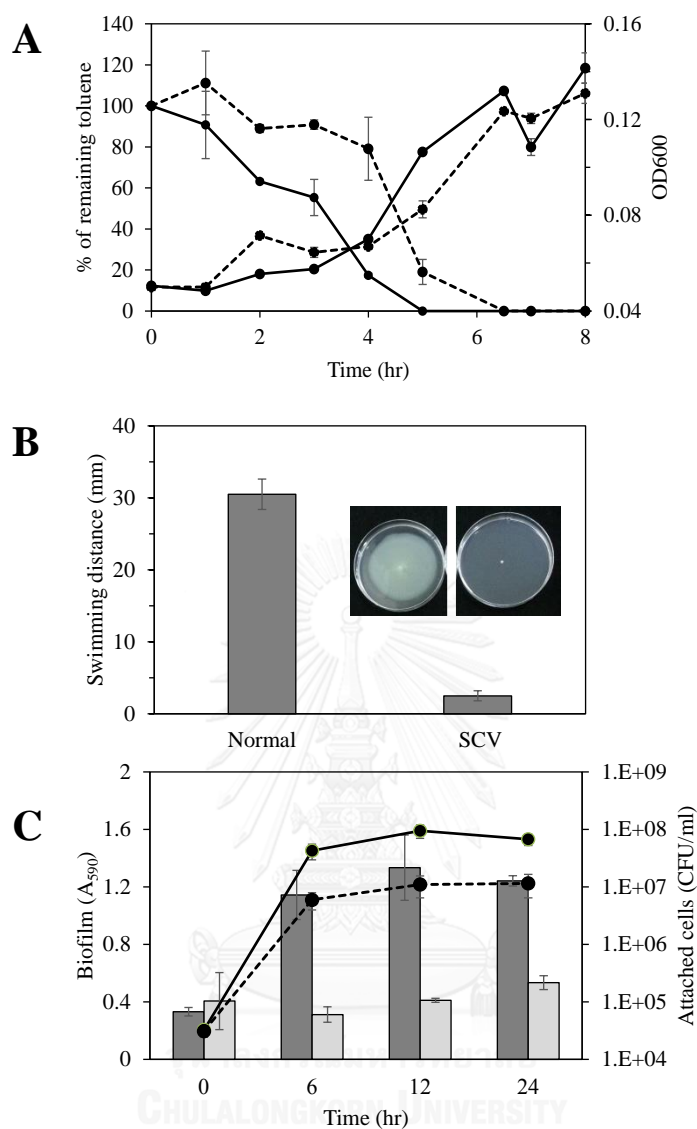 A
140
120
100
80
60
40
20
0
% of remaining toluene
0.16
0.12
0.08
0.04
OD600
0 2 4 6 8
Time (hr)
B
40
30
20
10
0
Swimming distance (mm)
Normal SCV
C
2
1.6
1.2
0.8
0.4
0
Biofilm (A590)
1.E+09
1.E+08
1.E+07
1.E+06
1.E+05
1.E+04
Attached cells (CFU/ml)
0 6 12 24
Time (hr)
CHULALONGKORN UNIVERSITY